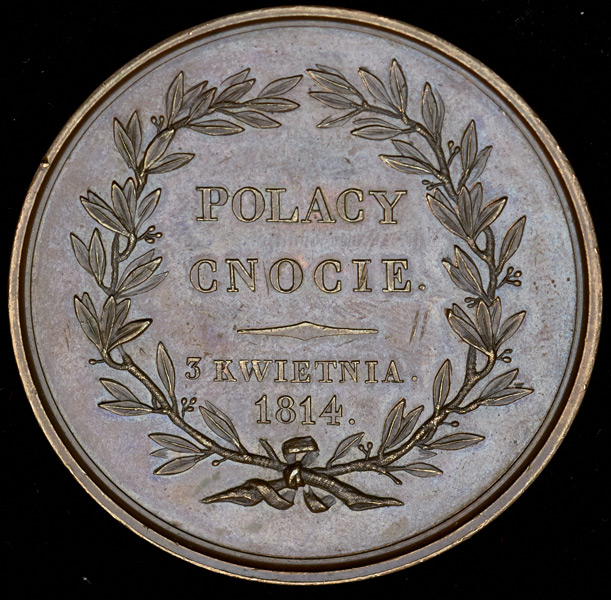 POLACY
CNOCIE.
3 KWIETNIA.
1814.